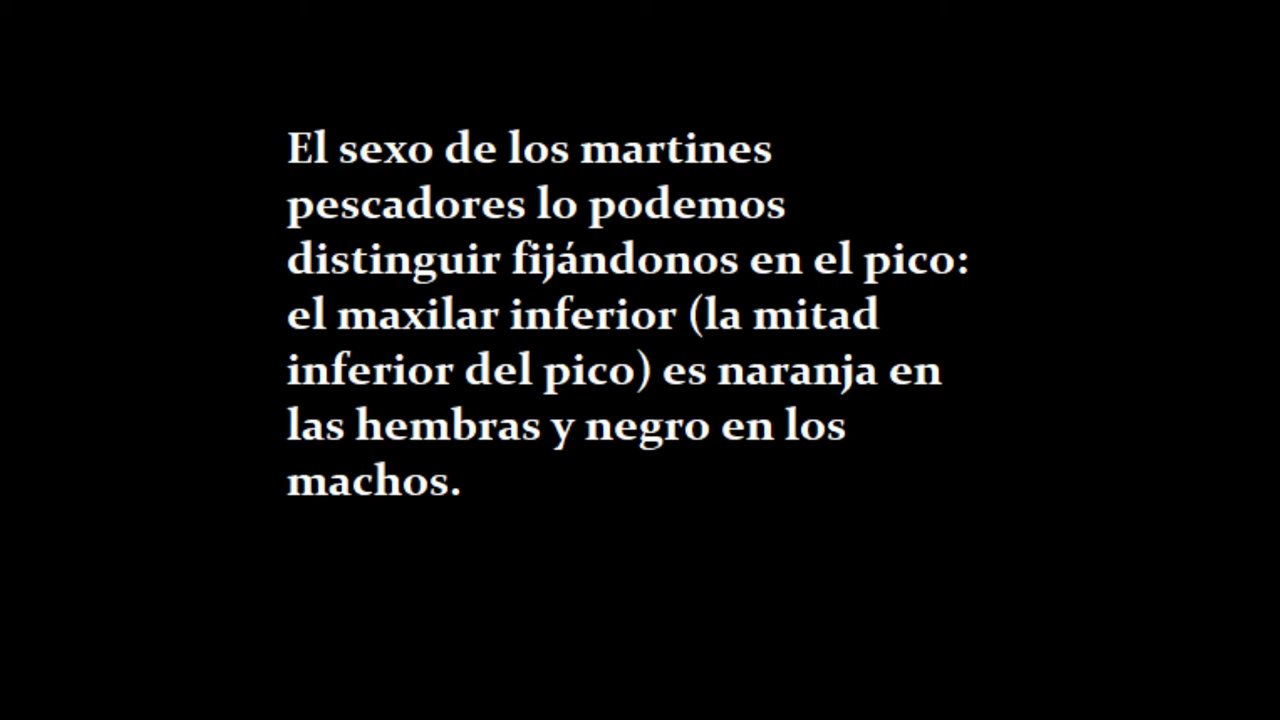 El sexo de los martines
pescadores lo podemos
distinguir fijándonos en el pico:
el maxilar inferior (la mitad
inferior del pico) es naranja en
las hembras y negro en los
machos.